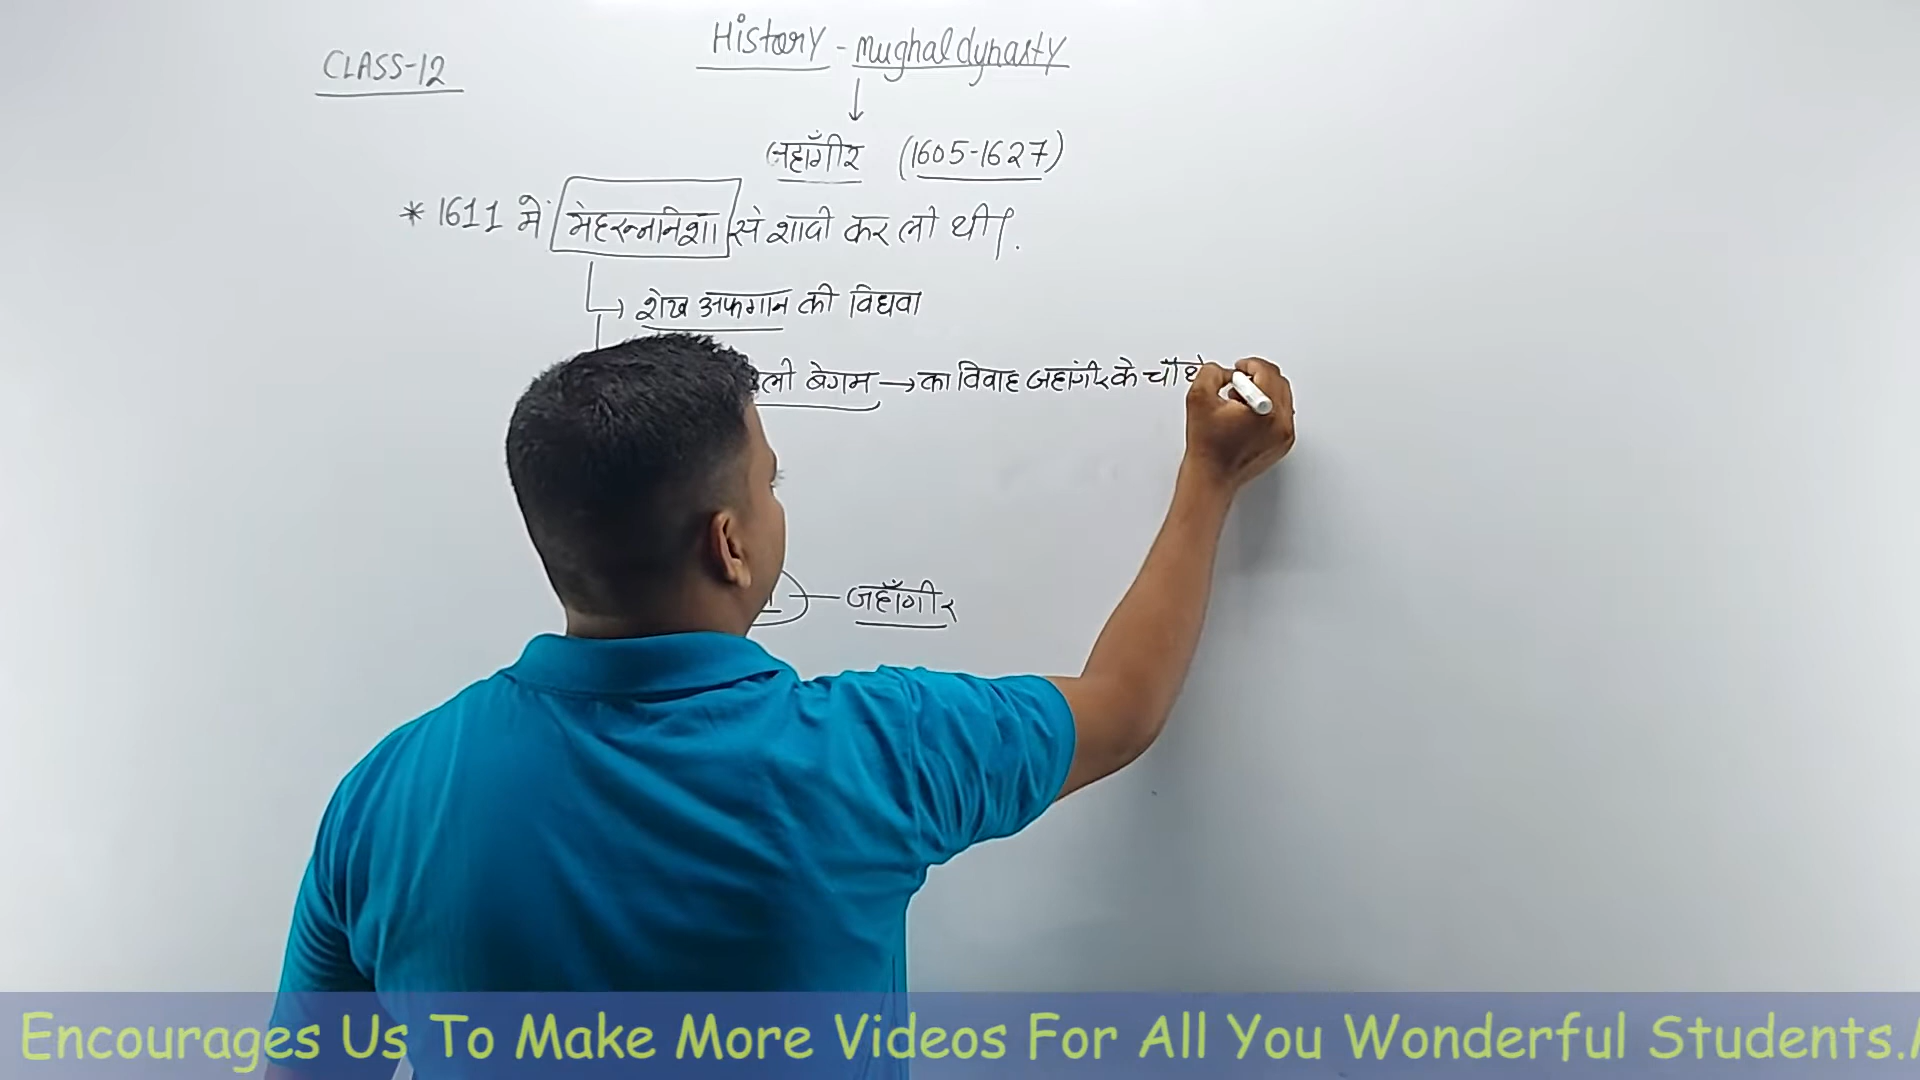 History - Mughal dynasty
CLASS-12
जहाँगीर (1605-1627)
* 1611 में मेहरून्ननिशा से शादी कर ली थी।
शेख अफगान की विधवा
ली बेगम → का विवाह जहांगीर के चौथे
जहाँगीर
Encourages Us To Make More Videos For All You Wonderful Students.